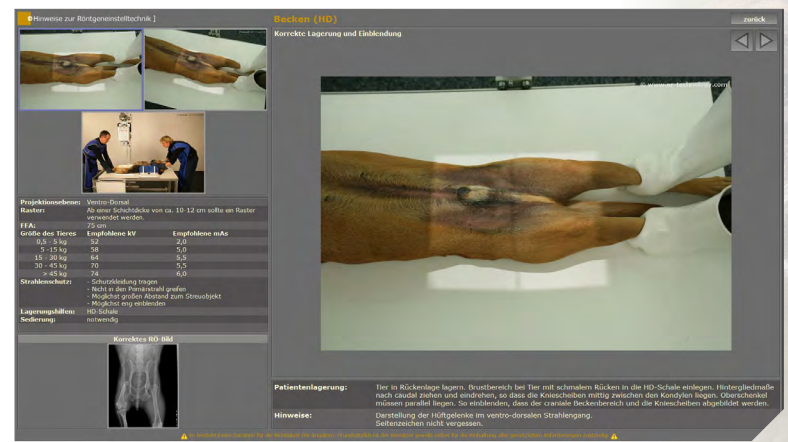 Hinweise zur Röntgeneinstelltechnik ]
Becken (HD)
zurück
Korrekte Lagerung und Einblendung
Projektionsebene: Ventro-Dorsal
Raster: Ab einer Schichtdicke von ca. 10-12 cm sollte ein Raster
verwendet werden.
FFA: 75 cm
Größe des Tieres Empfohlene kV Empfohlene mAs
0,5 - 5 kg 52 2,0
5 -15 kg 58 5,0
15 - 30 kg 64 5,5
30 - 45 kg 70 5,5
> 45 kg 74 6,0
Strahlenschutz: - Schutzkleidung tragen
- Nicht in den Primärstrahl greifen
- Möglichst großen Abstand zum Streuobjekt
- Möglichst eng einblenden
Lagerungshilfen: HD-Schale
Sedierung: notwendig
Korrektes RÖ-Bild
Patientenlagerung: Tier in Rückenlage lagern. Brustbereich bei Tier mit schmalem Rücken in die HD-Schale einlegen. Hintergliedmaße
nach caudal ziehen und eindrehen, so dass die Kniescheiben mittig zwischen den Kondylen liegen. Oberschenkel
müssen parallel liegen. So einblenden, dass der craniale Beckenbereich und die Kniescheiben abgebildet werden.
Hinweise: Darstellung der Hüftgelenke im ventro-dorsalen Strahlengang.
Seitenzeichen nicht vergessen.